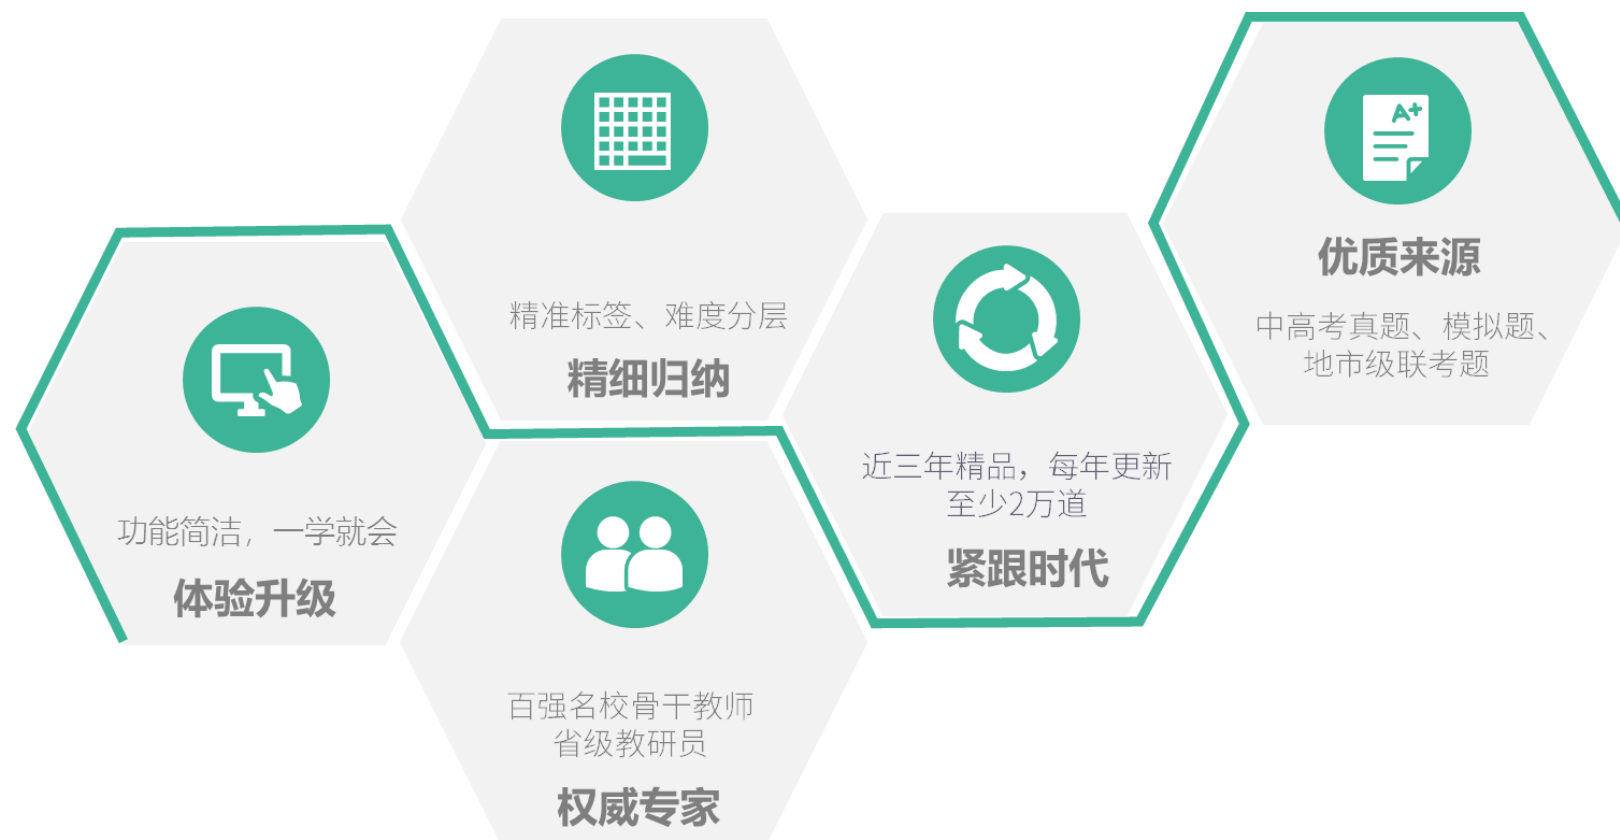 功能简洁，一学就会
体验升级
精准标签、难度分层
精细归纳
百强名校骨干教师
省级教研员
权威专家
近三年精品，每年更新
至少2万道
紧跟时代
A+
优质来源
中高考真题、模拟题、
地市级联考题